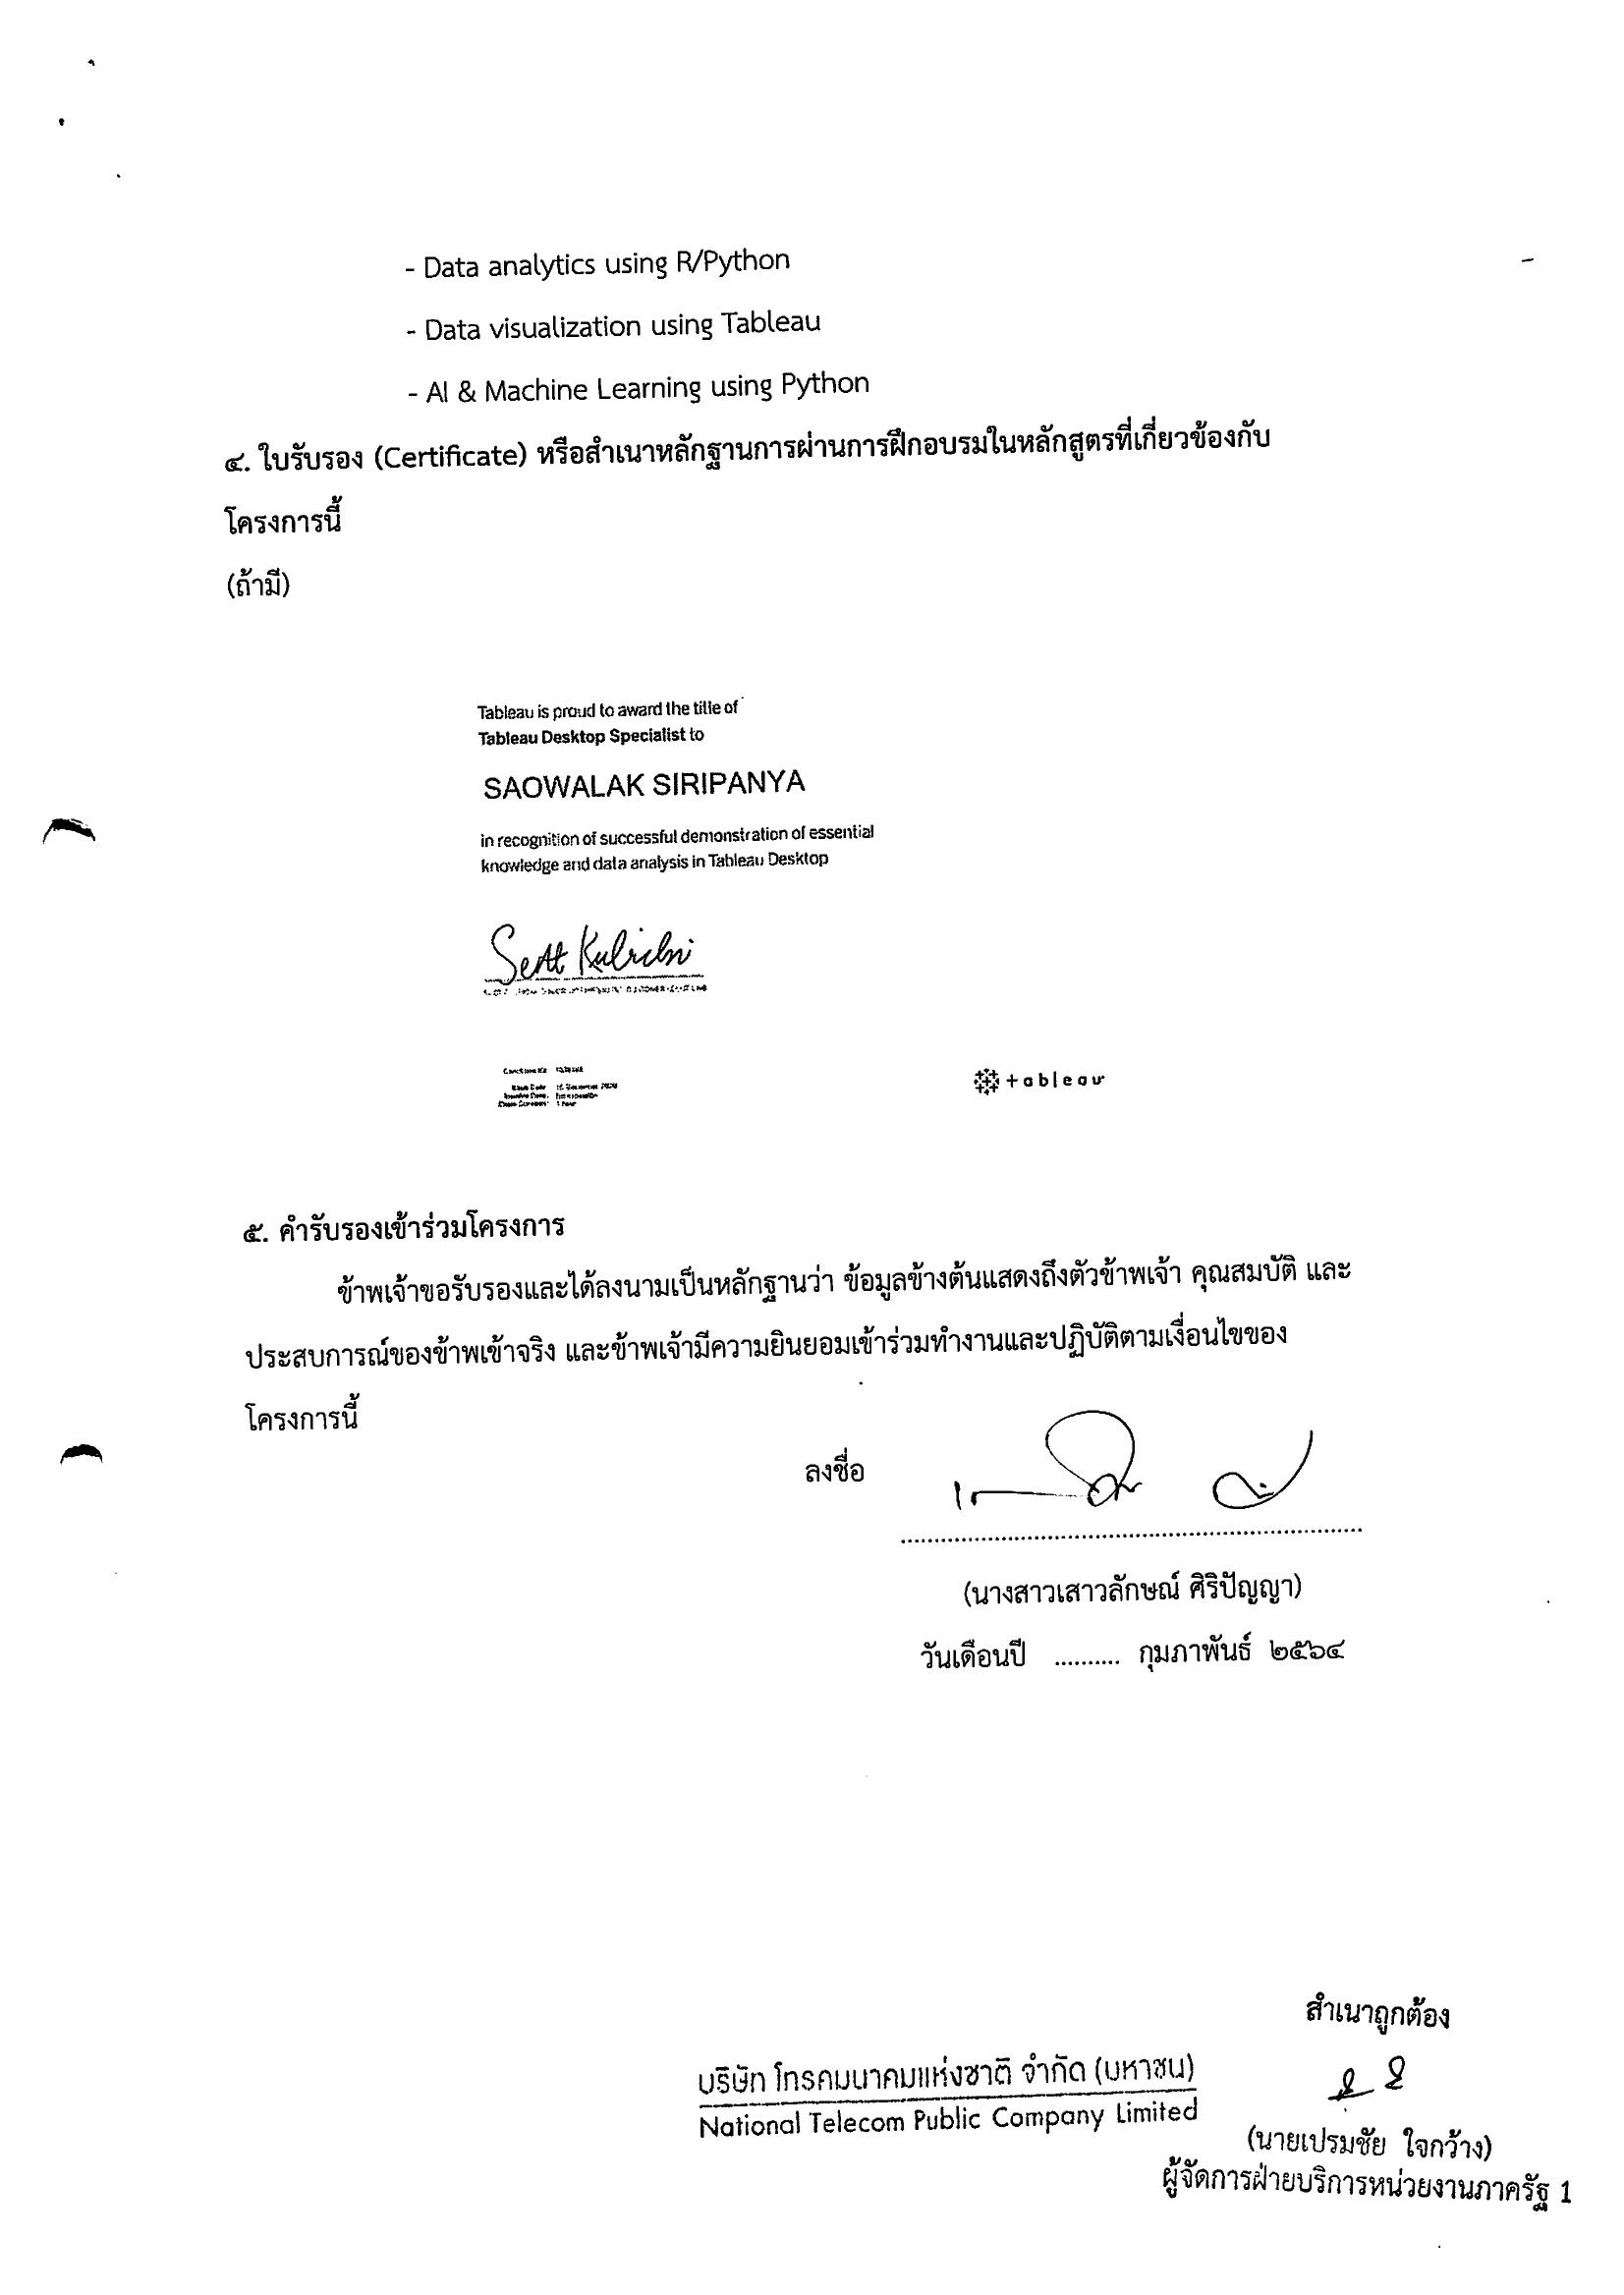 - Data analytics using R/Python
- Data visualization using Tableau
- AI & Machine Learning using Python
๔. ใบรับรอง (Certificate) หรือสำเนาหลักฐานการผ่านการฝึกอบรมในหลักสูตรที่เกี่ยวข้องกับ
โครงการนี้
(ถ้ามี)
Tableau is proud to award the title of
Tableau Desktop Specialist to
SAOWALAK SIRIPANYA
in recognition of successful demonstration of essential
knowledge and data analysis in Tableau Desktop
+ableau
๕. คำรับรองเข้าร่วมโครงการ
ข้าพเจ้าขอรับรองและได้ลงนามเป็นหลักฐานว่า ข้อมูลข้างต้นแสดงถึงตัวข้าพเจ้า คุณสมบัติ และ
ประสบการณ์ของข้าพเข้าจริง และข้าพเจ้ามีความยินยอมเข้าร่วมทำงานและปฏิบัติตามเงื่อนไขของ
โครงการนี้
ลงชื่อ
(นางสาวเสาวลักษณ์ ศิริปัญญา)
วันเดือนปี .......... กุมภาพันธ์ ๒๕๖๔
สำเนาถูกต้อง
บริษัท โทรคมนาคมแห่งชาติ จำกัด (มหาชน)
National Telecom Public Company Limited
(นายเปรมชัย ใจกว้าง)
ผู้จัดการฝ่ายบริการหน่วยงานภาครัฐ 1